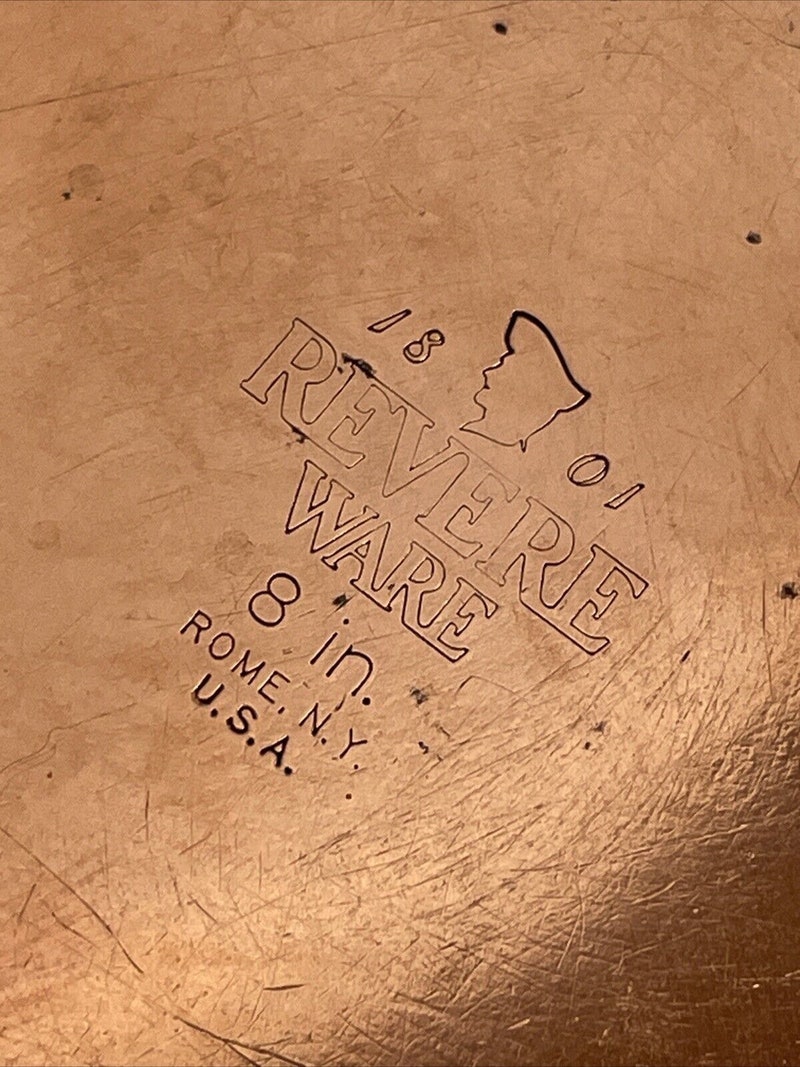 18 01
REVERE
WARE
8 in.
ROME, N.Y.
U.S.A.